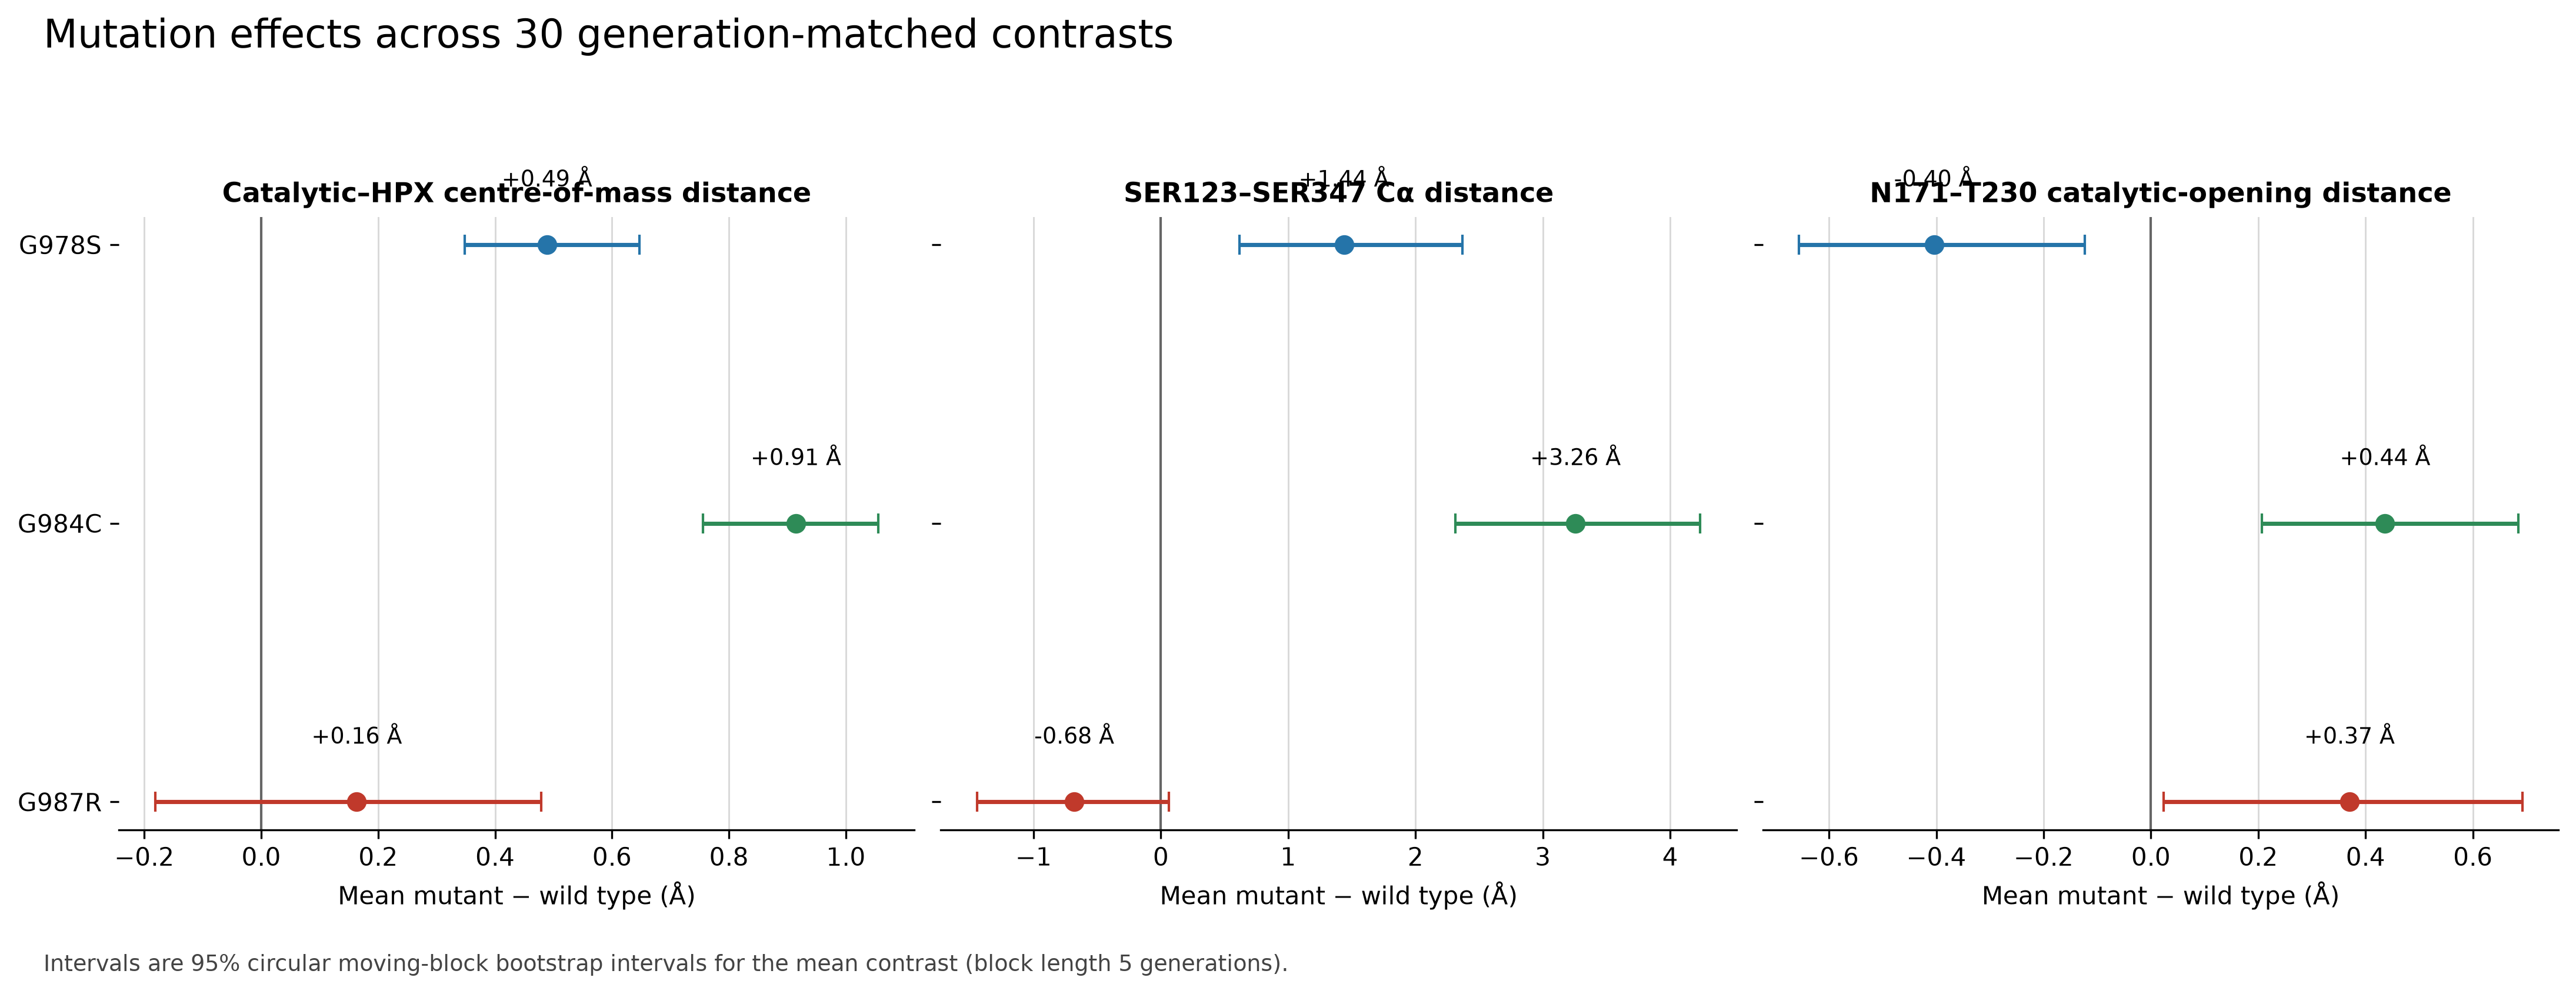 Mutation effects across 30 generation-matched contrasts
Catalytic–HPX centre-of-mass distance
+0.49 Å
G978S
+0.91 Å
G984C
+0.16 Å
G987R
−0.2 0.0 0.2 0.4 0.6 0.8 1.0
Mean mutant − wild type (Å)
SER123–SER347 Cα distance
+1.44 Å
+3.26 Å
-0.68 Å
−1 0 1 2 3 4
Mean mutant − wild type (Å)
N171–T230 catalytic-opening distance
-0.40 Å
+0.44 Å
+0.37 Å
−0.6 −0.4 −0.2 0.0 0.2 0.4 0.6
Mean mutant − wild type (Å)
Intervals are 95% circular moving-block bootstrap intervals for the mean contrast (block length 5 generations).